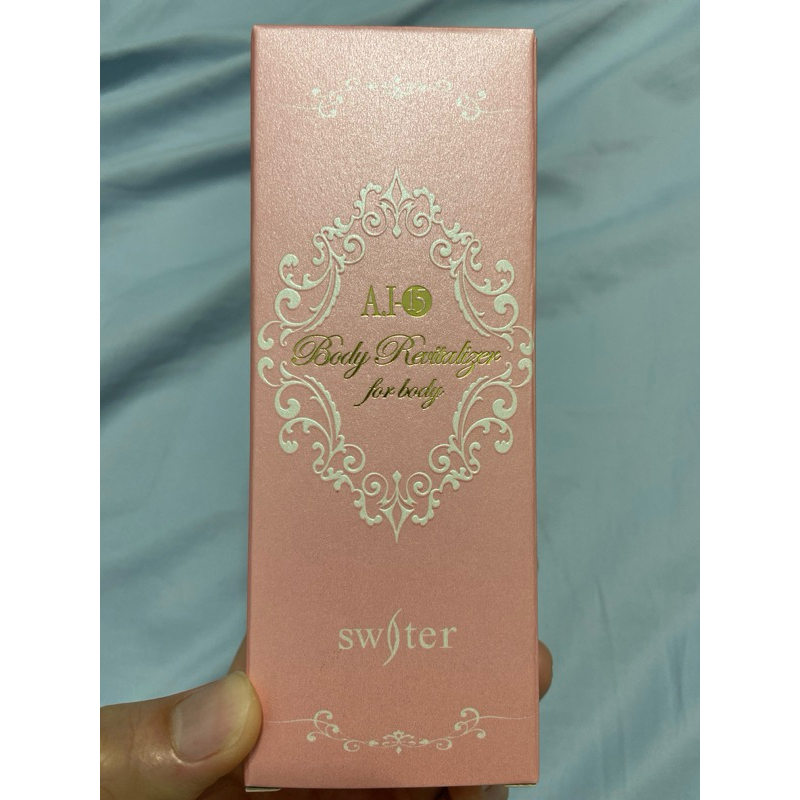 A.I-15
Body Revitalizer
for body
switer